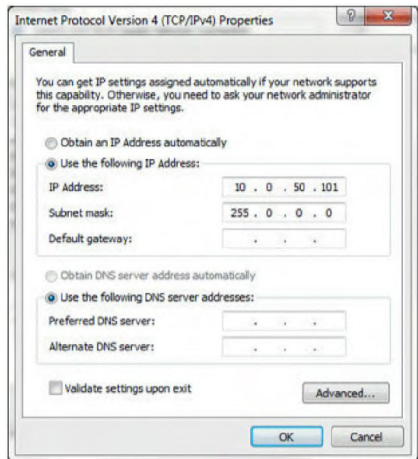 Internet Protocol Version 4 (TCP/IPv4) Properties
General
You can get IP settings assigned automatically if your network supports
this capability. Otherwise, you need to ask your network administrator
for the appropriate IP settings.
Obtain an IP Address automatically
Use the following IP Address:
IP Address: 10 . 0 . 50 . 101
Subnet mask: 255 . 0 . 0 . 0
Default gateway: . . .
Obtain DNS server address automatically
Use the following DNS server addresses:
Preferred DNS server: . . .
Alternate DNS server: . . .
Validate settings upon exit
Advanced...
OK Cancel